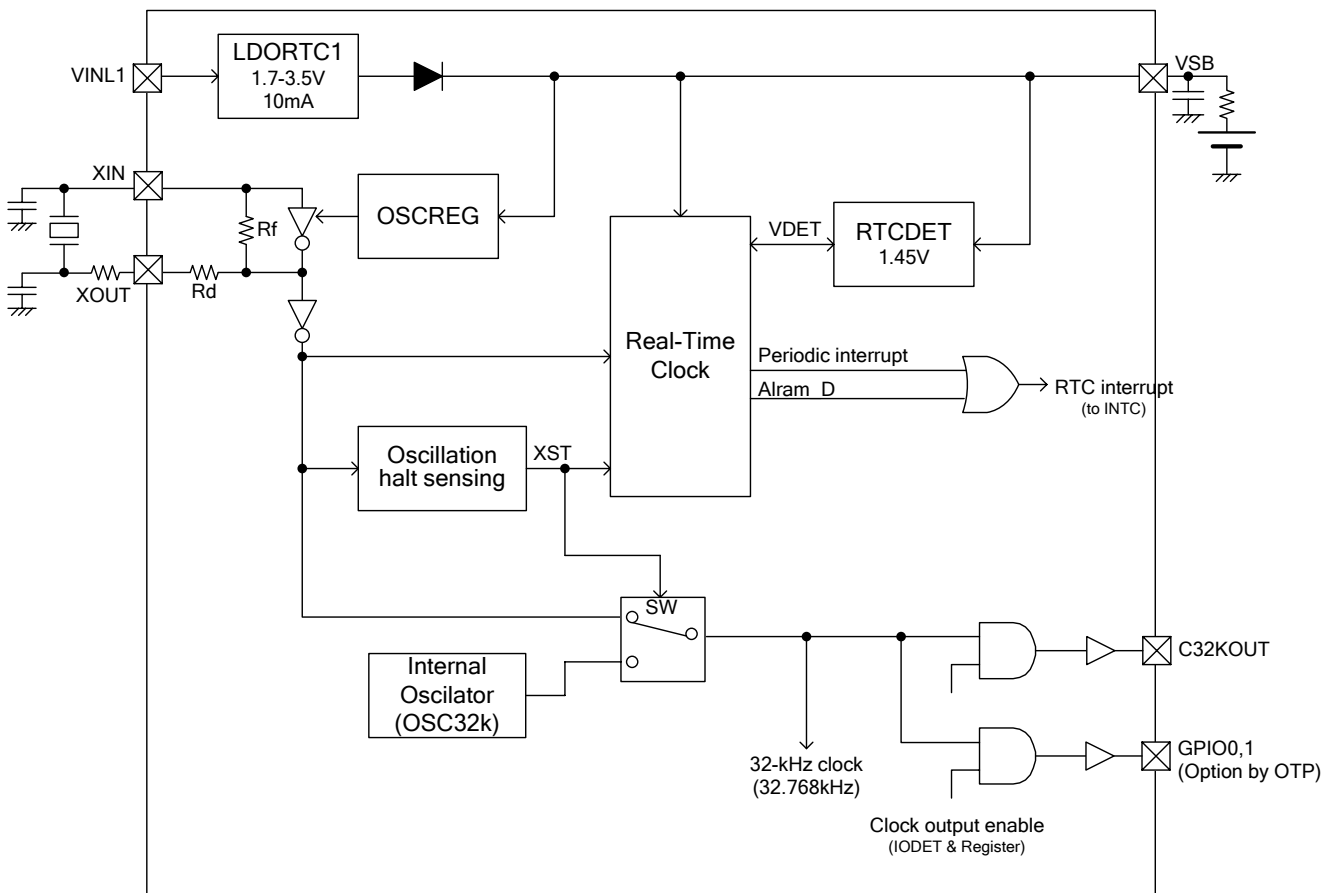 LDORTC1
1.7-3.5V
10mA
VINL1
VSB
XIN
OSCREG
Rf
VDET
RTCDET
1.45V
XOUT
Rd
Real-Time
Clock
Periodic interrupt
Alram_D
RTC interrupt
(to INTC)
Oscillation
halt sensing
XST
SW
Internal
Oscilator
(OSC32k)
C32KOUT
32-kHz clock
(32.768kHz)
GPIO0,1
(Option by OTP)
Clock output enable
(IODET & Register)